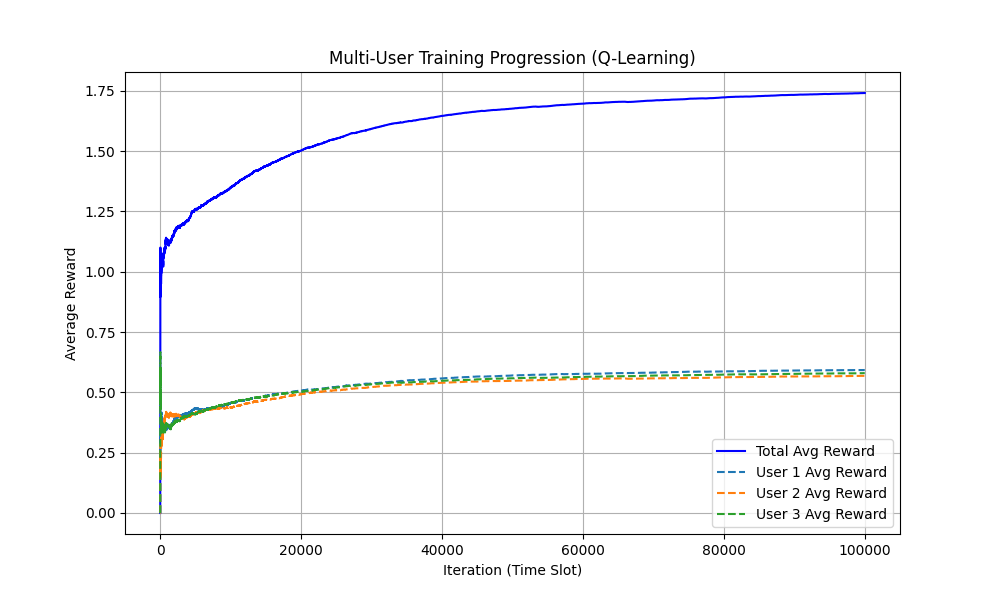 Multi-User Training Progression (Q-Learning)
1.75
1.50
1.25
1.00
0.75
0.50
0.25
0.00
Average Reward
Total Avg Reward
User 1 Avg Reward
User 2 Avg Reward
User 3 Avg Reward
0 20000 40000 60000 80000 100000
Iteration (Time Slot)